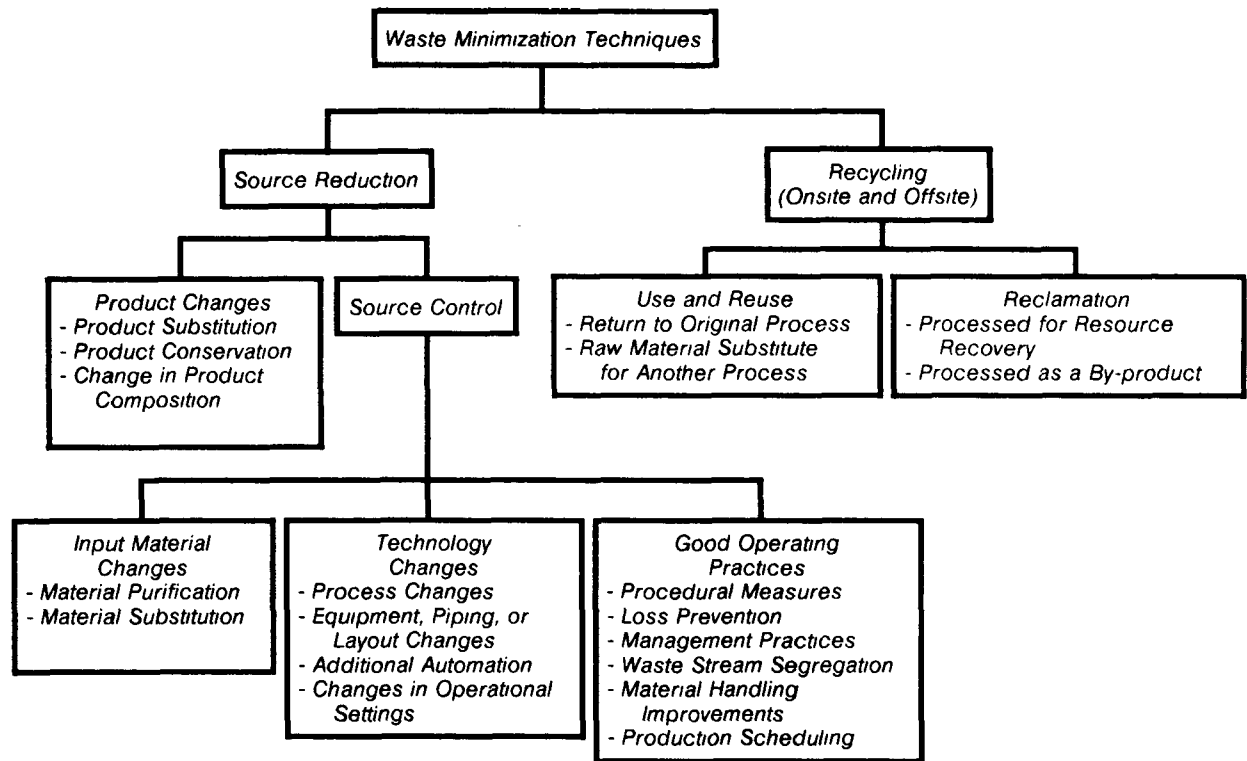 Waste Minimization Techniques
Source Reduction
Recycling
(Onsite and Offsite)
Product Changes
- Product Substitution
- Product Conservation
- Change in Product
Composition
Source Control
Use and Reuse
- Return to Original Process
- Raw Material Substitute
for Another Process
Reclamation
- Processed for Resource
Recovery
- Processed as a By-product
Input Material
Changes
- Material Purification
- Material Substitution
Technology
Changes
- Process Changes
- Equipment, Piping, or
Layout Changes
- Additional Automation
- Changes in Operational
Settings
Good Operating
Practices
- Procedural Measures
- Loss Prevention
- Management Practices
- Waste Stream Segregation
- Material Handling
Improvements
- Production Scheduling